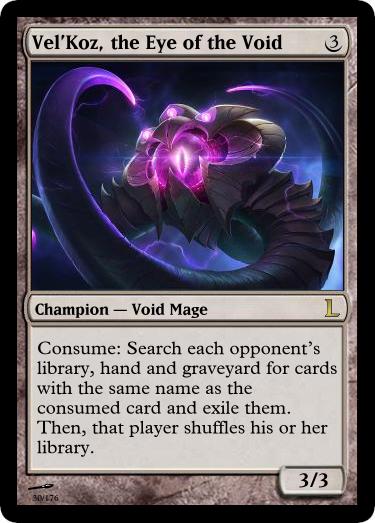 Vel'Koz, the Eye of the Void 3
Champion — Void Mage L
Consume: Search each opponent's
library, hand and graveyard for cards
with the same name as the
consumed card and exile them.
Then, that player shuffles his or her
library.
3/3
30/176